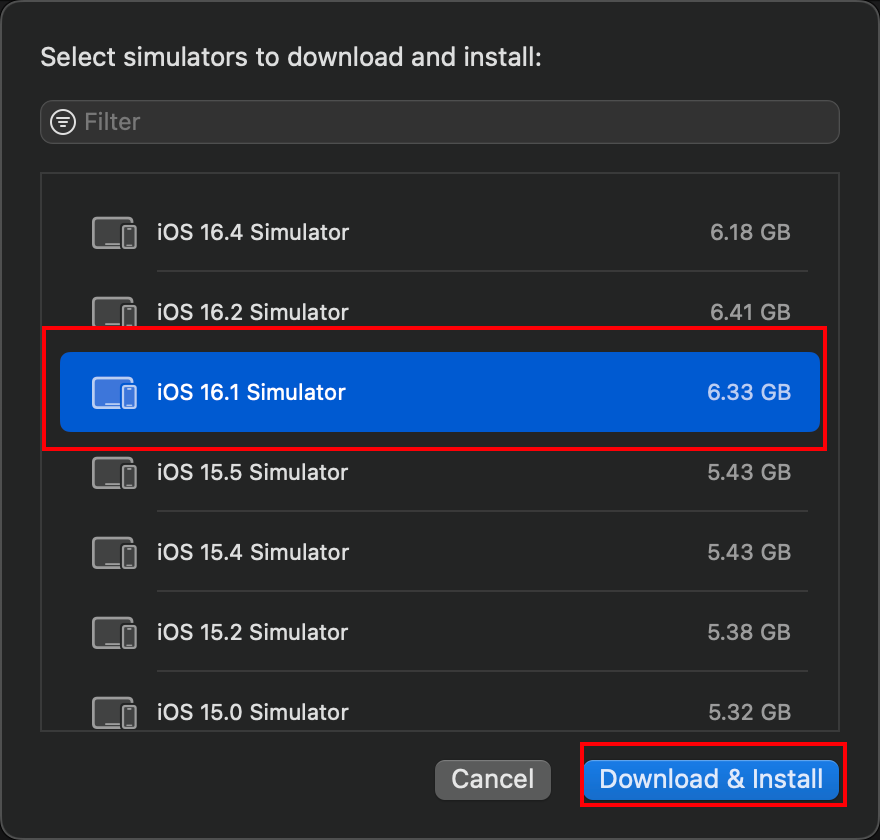 Select simulators to download and install:
Filter
iOS 16.4 Simulator 6.18 GB
iOS 16.2 Simulator 6.41 GB
iOS 16.1 Simulator 6.33 GB
iOS 15.5 Simulator 5.43 GB
iOS 15.4 Simulator 5.43 GB
iOS 15.2 Simulator 5.38 GB
iOS 15.0 Simulator 5.32 GB
Cancel Download & Install